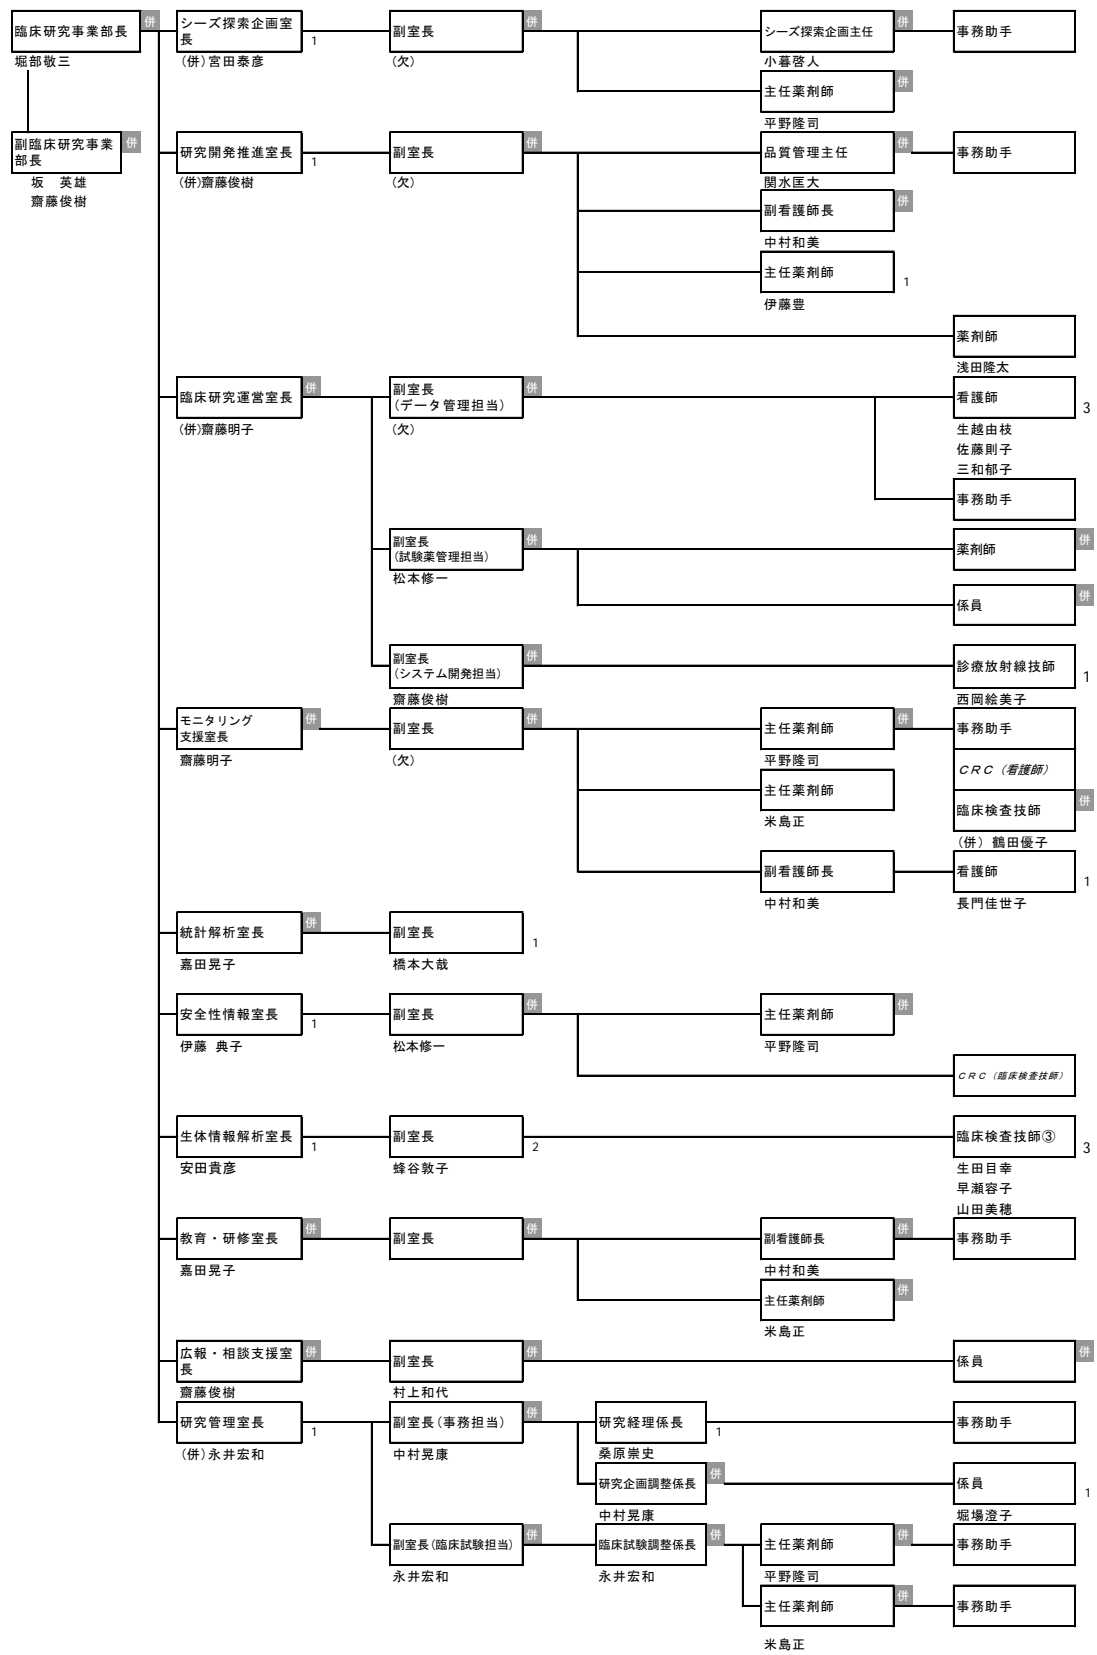 臨床研究事業部長
併
堀部敬三
副臨床研究事業
部長
併
坂　英雄
齋藤俊樹
シーズ探索企画室
長
1
(併)宮田泰彦
副室長
併
(欠)
シーズ探索企画主任
併
小暮啓人
事務助手
主任薬剤師
併
平野隆司
研究開発推進室長
1
(併)齋藤俊樹
副室長
併
(欠)
品質管理主任
併
関水匡大
事務助手
副看護師長
併
中村和美
主任薬剤師
1
伊藤豊
薬剤師
浅田隆太
臨床研究運営室長
併
(併)齋藤明子
副室長
(データ管理担当)
併
(欠)
看護師
3
生越由枝
佐藤則子
三和郁子
事務助手
副室長
(試験薬管理担当)
併
松本修一
薬剤師
併
係員
併
副室長
(システム開発担当)
併
齋藤俊樹
診療放射線技師
1
西岡絵美子
モニタリング
支援室長
併
齋藤明子
副室長
併
(欠)
主任薬剤師
併
平野隆司
事務助手
CRC(看護師)
主任薬剤師
米島正
臨床検査技師
併
(併) 鶴田優子
副看護師長
中村和美
看護師
1
長門佳世子
統計解析室長
併
嘉田晃子
副室長
1
橋本大哉
安全性情報室長
1
伊藤 典子
副室長
併
松本修一
主任薬剤師
併
平野隆司
CRC(臨床検査技師)
生体情報解析室長
1
安田貴彦
副室長
2
蜂谷敦子
臨床検査技師③
3
生田目幸
早瀬容子
山田美穂
教育・研修室長
併
嘉田晃子
副室長
併
副看護師長
併
中村和美
事務助手
主任薬剤師
併
米島正
広報・相談支援室
長
併
齋藤俊樹
副室長
併
村上和代
係員
併
研究管理室長
1
(併)永井宏和
副室長(事務担当)
併
中村晃康
研究経理係長
1
桑原崇史
事務助手
研究企画調整係長
併
中村晃康
係員
1
堀場澄子
副室長(臨床試験担当)
併
永井宏和
臨床試験調整係長
併
永井宏和
主任薬剤師
併
平野隆司
事務助手
主任薬剤師
併
米島正
事務助手